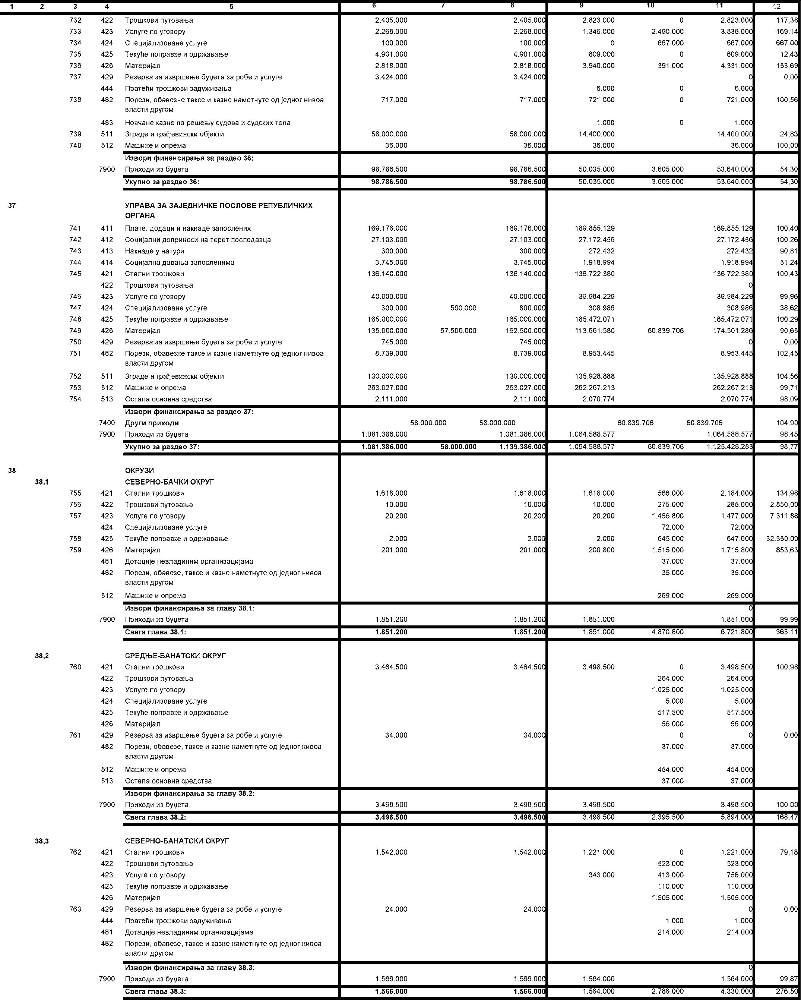 1 2 3 4 5 6 7 8 9 10 11 12
732 422 Трошкови путовања 2.405.000 2.405.000 2.823.000 0 2.823.000 117,38
733 423 Услуге по уговору 2.268.000 2.268.000 1.346.000 2.490.000 3.836.000 169,14
734 424 Специјализоване услуге 100.000 100.000 0 667.000 667.000 667,00
735 425 Текуће поправке и одржавање 4.901.000 4.901.000 609.000 0 609.000 12,43
736 426 Материјал 2.818.000 2.818.000 3.940.000 391.000 4.331.000 153,69
737 429 Резерва за извршење буџета за робе и услуге 3.424.000 3.424.000 0 0,00
444 Пратећи трошкови задуживања 6.000 0 6.000
738 482 Порези, обавезне таксе и казне наметнуте од једног нивоа 717.000 717.000 721.000 0 721.000 100,56
власти другом
483 Новчане казне по решењу судова и судских тела 1.000 0 1.000
739 511 Зграде и грађевински објекти 58.000.000 58.000.000 14.400.000 14.400.000 24,83
740 512 Машине и опрема 36.000 36.000 36.000 36.000 100,00
Извори финансирања за раздео 36:
7900 Приходи из буџета 98.786.500 98.786.500 50.035.000 3.605.000 53.640.000 54,30
Укупно за раздео 36: 98.786.500 98.786.500 50.035.000 3.605.000 53.640.000 54,30
37 УПРАВА ЗА ЗАЈЕДНИЧКЕ ПОСЛОВЕ РЕПУБЛИЧКИХ
ОРГАНА
741 411 Плате, додаци и накнаде запослених 169.176.000 169.176.000 169.855.129 169.855.129 100,40
742 412 Социјални доприноси на терет послодавца 27.103.000 27.103.000 27.172.456 27.172.456 100,26
743 413 Накнаде у натури 300.000 300.000 272.432 272.432 90,81
744 414 Социјална давања запосленима 3.745.000 3.745.000 1.918.994 1.918.994 51,24
745 421 Стални трошкови 136.140.000 136.140.000 136.722.380 136.722.380 100,43
422 Трошкови путовања 0
746 423 Услуге по уговору 40.000.000 40.000.000 39.984.229 39.984.229 99,96
747 424 Специјализоване услуге 300.000 500.000 800.000 308.986 308.986 38,62
748 425 Текуће поправке и одржавање 165.000.000 165.000.000 165.472.071 165.472.071 100,29
749 426 Материјал 135.000.000 57.500.000 192.500.000 113.661.580 60.839.706 174.501.286 90,65
750 429 Резерва за извршење буџета за робе и услуге 745.000 745.000 0 0,00
751 482 Порези, обавезне таксе и казне наметнуте од једног нивоа 8.739.000 8.739.000 8.953.445 8.953.445 102,45
власти другом
752 511 Зграде и грађевински објекти 130.000.000 130.000.000 135.928.888 135.928.888 104,56
753 512 Машине и опрема 263.027.000 263.027.000 262.267.213 262.267.213 99,71
754 513 Остала основна средства 2.111.000 2.111.000 2.070.774 2.070.774 98,09
Извори финансирања за раздео 37:
7400 Други приходи 58.000.000 58.000.000 60.839.706 60.839.706 104,90
7900 Приходи из буџета 1.081.386.000 1.081.386.000 1.064.588.577 1.064.588.577 98,45
Укупно за раздео 37: 1.081.386.000 58.000.000 1.139.386.000 1.064.588.577 60.839.706 1.125.428.283 98,77
38 ОКРУЗИ
38,1 СЕВЕРНО-БАЧКИ ОКРУГ
755 421 Стални трошкови 1.618.000 1.618.000 1.618.000 566.000 2.184.000 134,98
756 422 Трошкови путовања 10.000 10.000 10.000 275.000 285.000 2.850,00
757 423 Услуге по уговору 20.200 20.200 20.200 1.456.800 1.477.000 7.311,88
424 Специјализоване услуге 72.000 72.000
758 425 Текуће поправке и одржавање 2.000 2.000 2.000 645.000 647.000 32.350,00
759 426 Материјал 201.000 201.000 200.800 1.515.000 1.715.800 853,63
481 Дотације невладиним организацијама 37.000 37.000
482 Порези, обавезе, таксе и казне наметнуте од једног нивоа 35.000 35.000
власти другом
512 Машине и опрема 269.000 269.000
Извори финансирања за главу 38.1: 0
7900 Приходи из буџета 1.851.200 1.851.200 1.851.000 1.851.000 99,99
Свега глава 38.1: 1.851.200 1.851.200 1.851.000 4.870.800 6.721.800 363,11
38,2 СРЕДЊЕ-БАНАТСКИ ОКРУГ
760 421 Стални трошкови 3.464.500 3.464.500 3.498.500 0 3.498.500 100,98
422 Трошкови путовања 264.000 264.000
423 Услуге по уговору 1.025.000 1.025.000
424 Специјализоване услуге 5.000 5.000
425 Текуће поправке и одржавање 517.500 517.500
426 Материјал 56.000 56.000
761 429 Резерва за извршење буџета за робе и услуге 34.000 34.000 0 0 0,00
482 Порези, обавезе, таксе и казне наметнуте од једног нивоа 37.000 37.000
власти другом
512 Машине и опрема 454.000 454.000
513 Остала основна средства 37.000 37.000
Извори финансирања за главу 38.2:
7900 Приходи из буџета 3.498.500 3.498.500 3.498.500 3.498.500 100,00
Свега глава 38.2: 3.498.500 3.498.500 3.498.500 2.395.500 5.894.000 168,47
38,3 СЕВЕРНО-БАНАТСКИ ОКРУГ
762 421 Стални трошкови 1.542.000 1.542.000 1.221.000 0 1.221.000 79,18
422 Трошкови путовања 523.000 523.000
423 Услуге по уговору 343.000 413.000 756.000
425 Текуће поправке и одржавање 110.000 110.000
426 Материјал 1.505.000 1.505.000
763 429 Резерва за извршење буџета за робе и услуге 24.000 24.000 0 0,00
444 Пратећи трошкови задуживања 1.000 1.000
481 Дотације невладиним организацијама 214.000 214.000
482 Порези, обавезе, таксе и казне наметнуте од једног нивоа
власти другом
Извори финансирања за главу 38.3: 0
7900 Приходи из буџета 1.566.000 1.566.000 1.564.000 1.564.000 99,87
Свега глава 38.3: 1.566.000 1.566.000 1.564.000 2.766.000 4.330.000 276,50